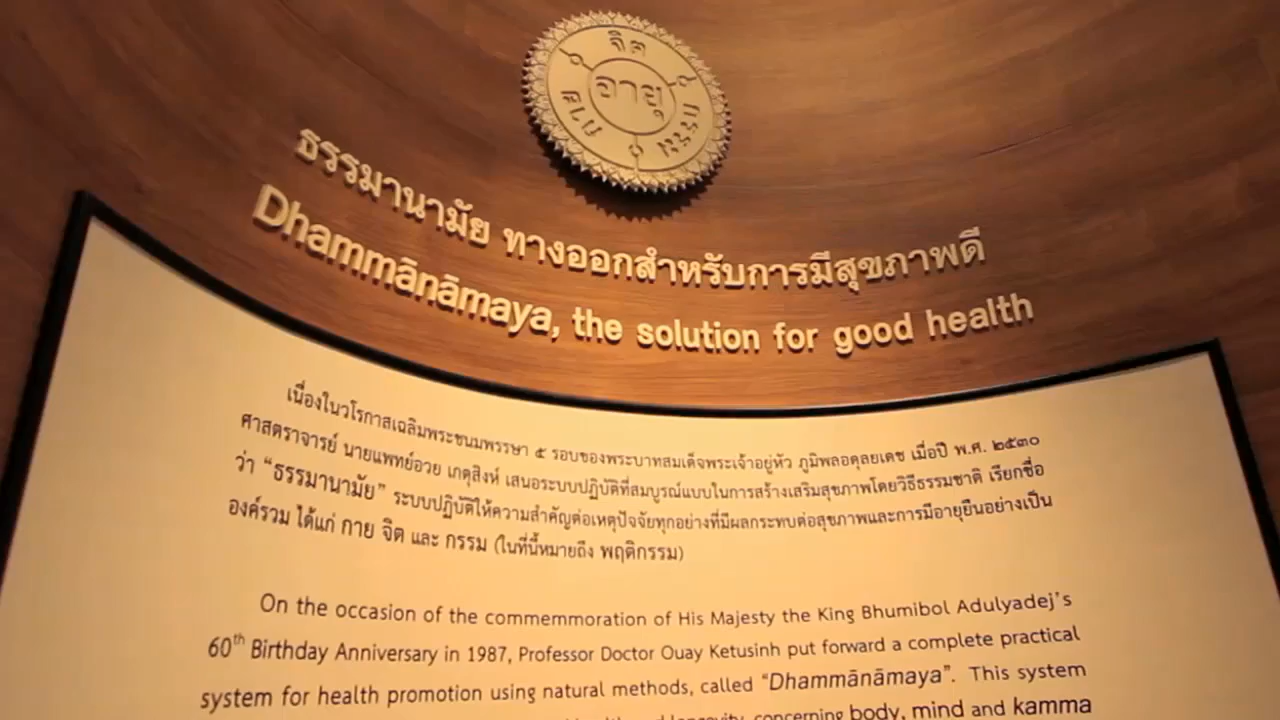 จิต
อายุ
กาย
กรรม
ธรรมานามัย ทางออกสำหรับการมีสุขภาพดี
Dhammānāmaya, the solution for good health
เนื่องในวโรกาสเฉลิมพระชนมพรรษา ๕ รอบของพระบาทสมเด็จพระเจ้าอยู่หัว ภูมิพลอดุลยเดช เมื่อปี พ.ศ. ๒๕๓๐
ศาสตราจารย์ นายแพทย์อวย เกตุสิงห์ เสนอระบบปฏิบัติที่สมบูรณ์แบบในการสร้างเสริมสุขภาพโดยวิธีธรรมชาติ เรียกชื่อ
ว่า “ธรรมานามัย” ระบบปฏิบัติให้ความสำคัญต่อเหตุปัจจัยทุกอย่างที่มีผลกระทบต่อสุขภาพและการมีอายุยืนอย่างเป็น
องค์รวม ได้แก่ กาย จิต และ กรรม (ในที่นี้หมายถึง พฤติกรรม)
On the occasion of the commemmoration of His Majesty the King Bhumibol Adulyadej's
60th Birthday Anniversary in 1987, Professor Doctor Ouay Ketusinh put forward a complete practical
system for health promotion using natural methods, called “Dhammānāmaya”. This system
longevity, concerning body, mind and kamma